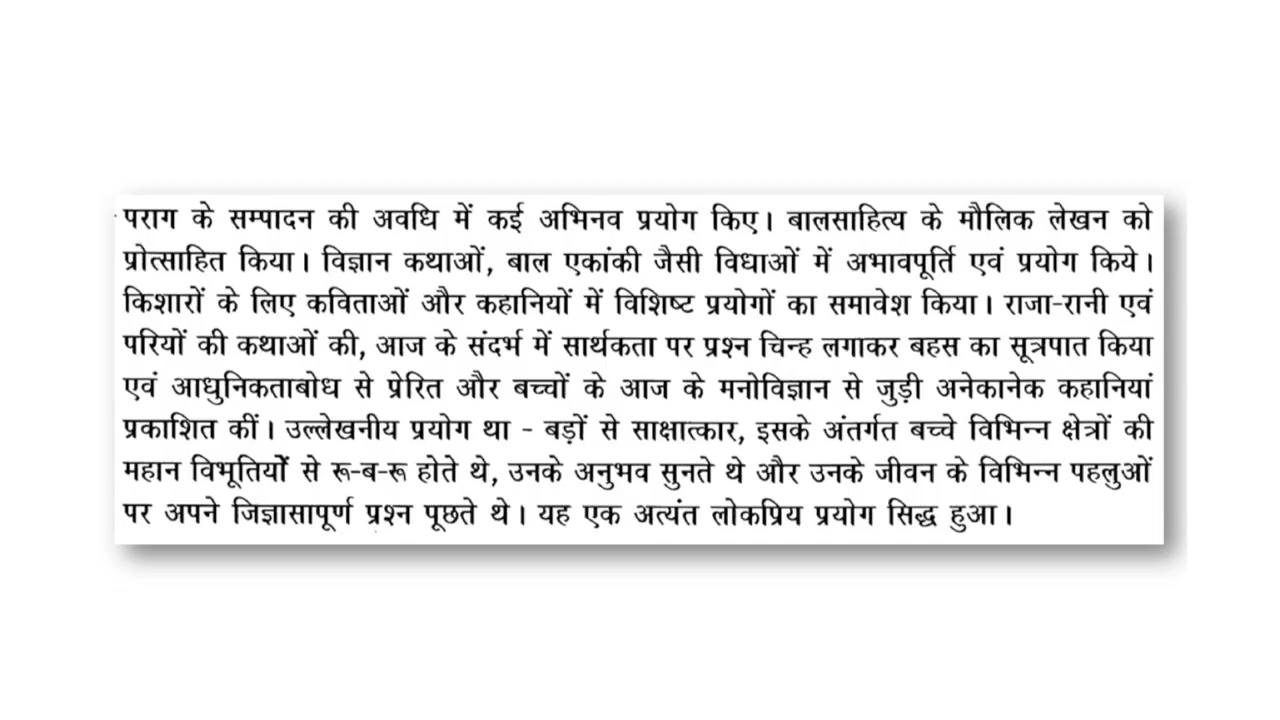 पराग के सम्पादन की अवधि में कई अभिनव प्रयोग किए। बालसाहित्य के मौलिक लेखन को
प्रोत्साहित किया। विज्ञान कथाओं, बाल एकांकी जैसी विधाओं में अभावपूर्ति एवं प्रयोग किये।
किशारों के लिए कविताओं और कहानियों में विशिष्ट प्रयोगों का समावेश किया। राजा-रानी एवं
परियों की कथाओं की, आज के संदर्भ में सार्थकता पर प्रश्न चिन्ह लगाकर बहस का सूत्रपात किया
एवं आधुनिकताबोध से प्रेरित और बच्चों के आज के मनोविज्ञान से जुड़ी अनेकानेक कहानियां
प्रकाशित कीं। उल्लेखनीय प्रयोग था - बड़ों से साक्षात्कार, इसके अंतर्गत बच्चे विभिन्न क्षेत्रों की
महान विभूतियों से रू-ब-रू होते थे, उनके अनुभव सुनते थे और उनके जीवन के विभिन्न पहलुओं
पर अपने जिज्ञासापूर्ण प्रश्न पूछते थे। यह एक अत्यंत लोकप्रिय प्रयोग सिद्ध हुआ।